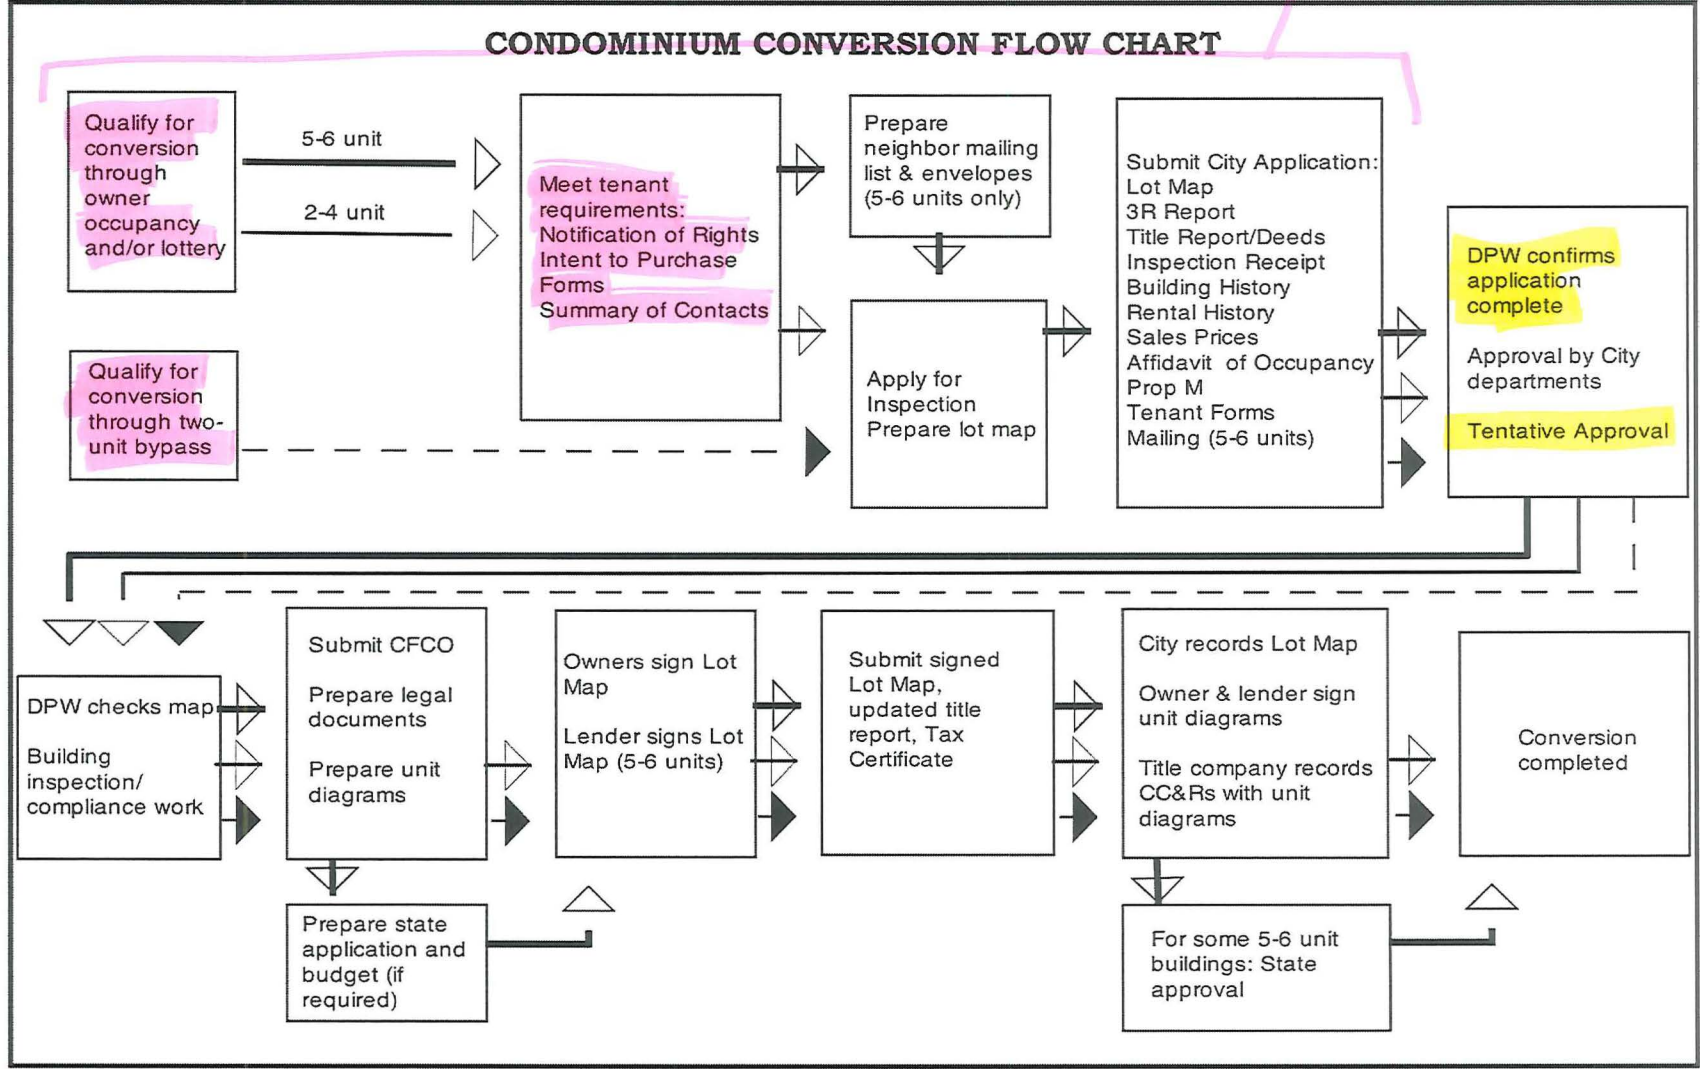 CONDOMINIUM CONVERSION FLOW CHART
Qualify for
conversion
through
owner
occupancy
and/or lottery
5-6 unit
2-4 unit
Meet tenant
requirements:
Notification of Rights
Intent to Purchase
Forms
Summary of Contacts
Prepare
neighbor mailing
list & envelopes
(5-6 units only)
Submit City Application:
Lot Map
3R Report
Title Report/Deeds
Inspection Receipt
Building History
Rental History
Sales Prices
Affidavit of Occupancy
Prop M
Tenant Forms
Mailing (5-6 units)
DPW confirms
application
complete
Approval by City
departments
Tentative Approval
Qualify for
conversion
through two-
unit bypass
Apply for
Inspection
Prepare lot map
DPW checks map
Building
inspection/
compliance work
Submit CFCO
Prepare legal
documents
Prepare unit
diagrams
Owners sign Lot
Map
Lender signs Lot
Map (5-6 units)
Submit signed
Lot Map,
updated title
report, Tax
Certificate
City records Lot Map
Owner & lender sign
unit diagrams
Title company records
CC&Rs with unit
diagrams
Conversion
completed
Prepare state
application and
budget (if
required)
For some 5-6 unit
buildings: State
approval